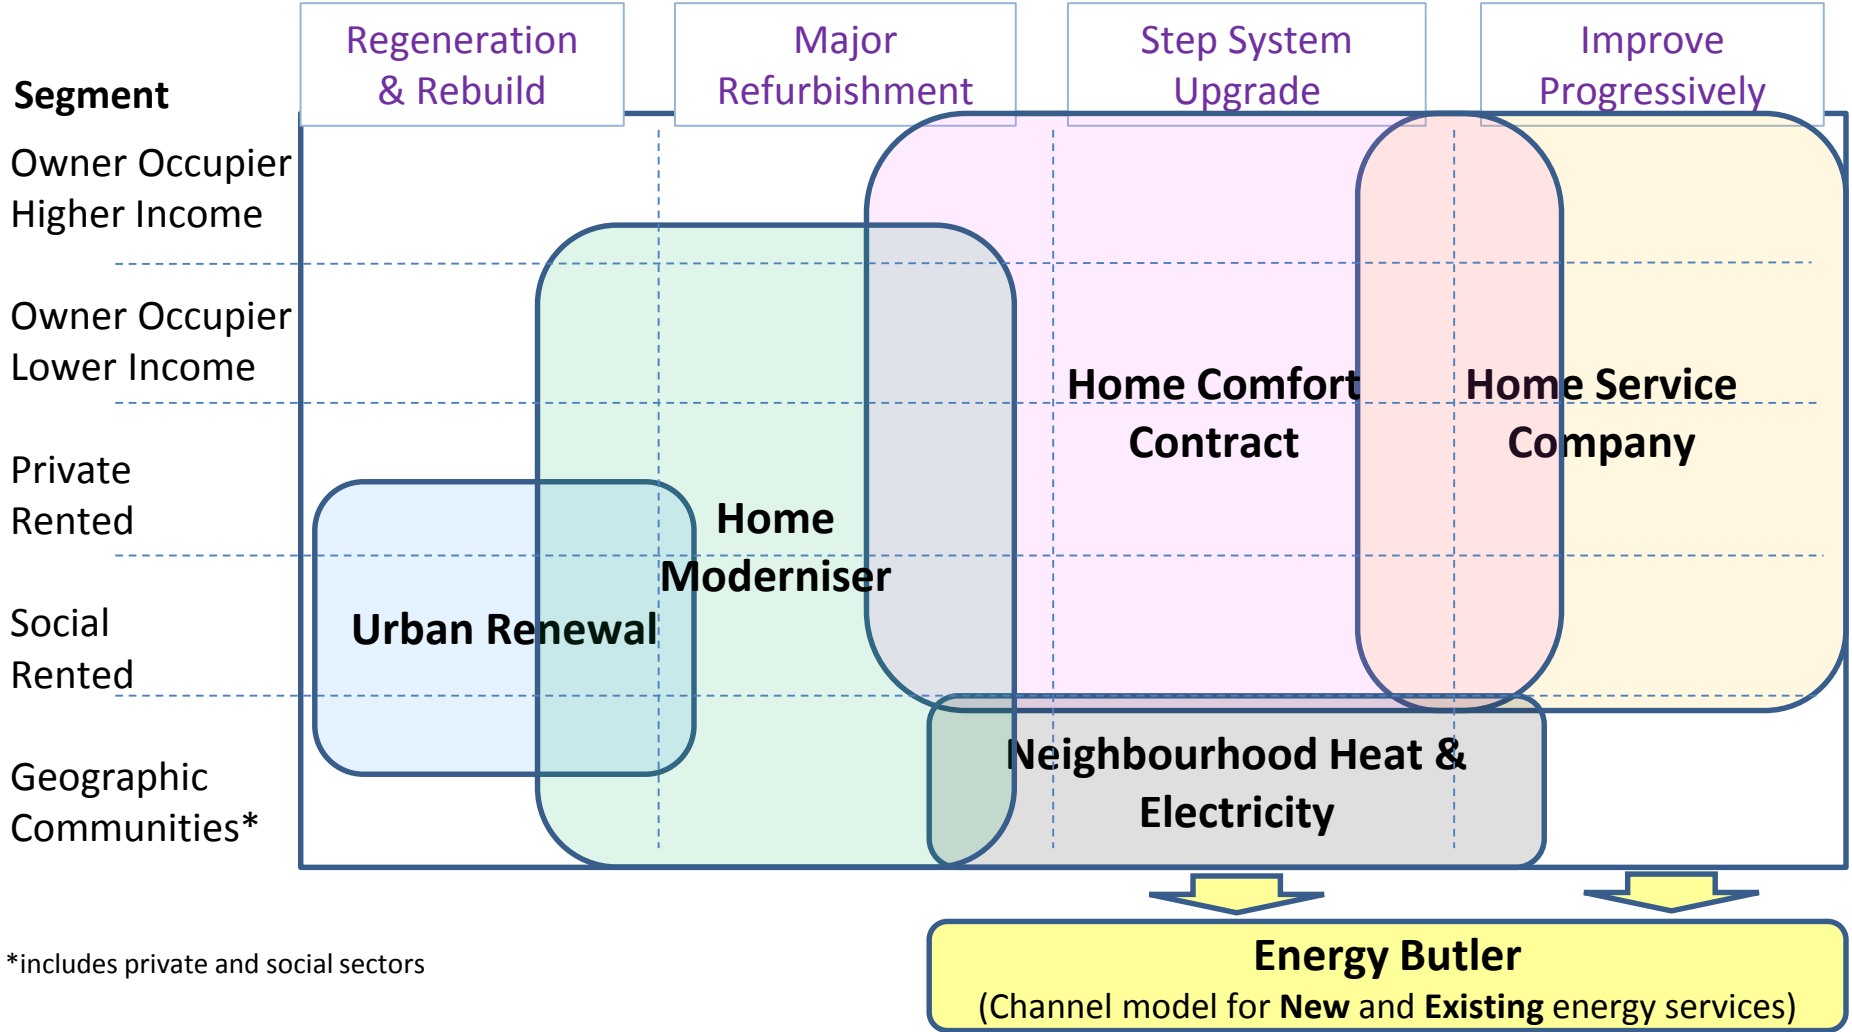 Regeneration
& Rebuild
Major
Refurbishment
Step System
Upgrade
Improve
Progressively
Segment
Owner Occupier
Higher Income
Owner Occupier
Lower Income
Private
Rented
Social
Rented
Geographic
Communities*
Home Comfort
Contract
Home Service
Company
Home
Moderniser
Urban Renewal
Neighbourhood Heat &
Electricity
*includes private and social sectors
Energy Butler
(Channel model for New and Existing energy services)